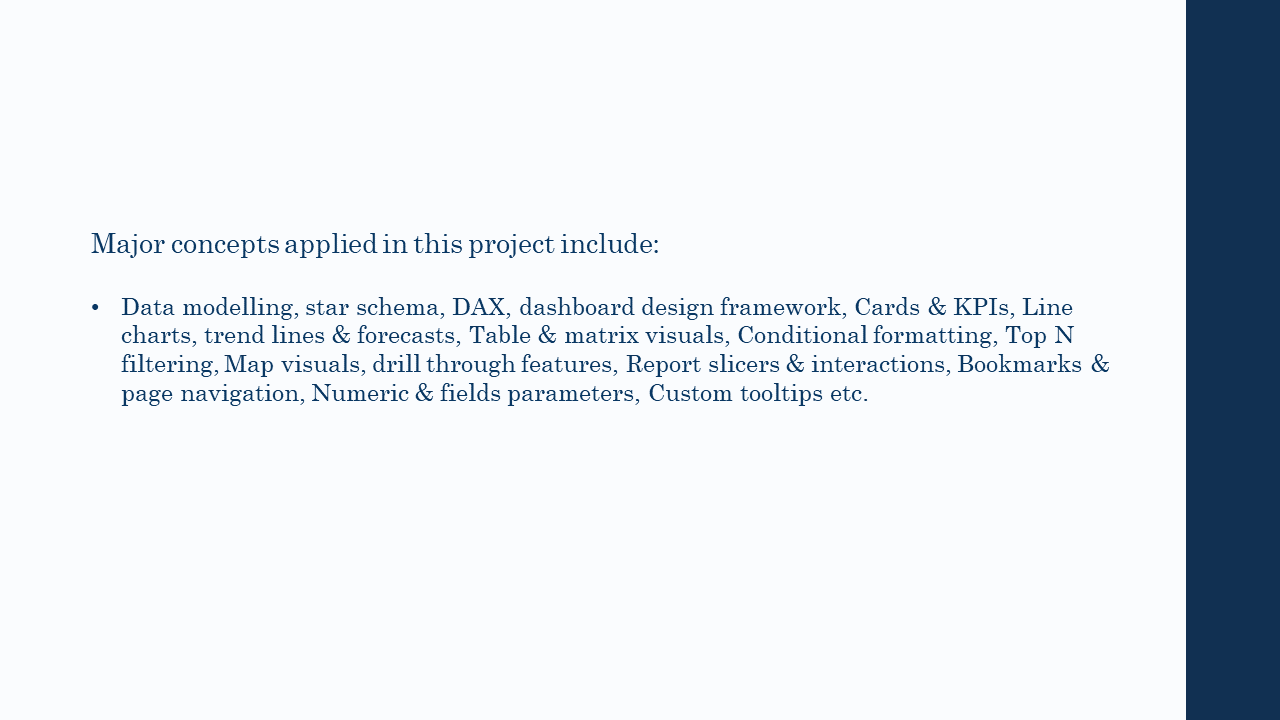 Major concepts applied in this project include:
• Data modelling, star schema, DAX, dashboard design framework, Cards & KPIs, Line
charts, trend lines & forecasts, Table & matrix visuals, Conditional formatting, Top N
filtering, Map visuals, drill through features, Report slicers & interactions, Bookmarks &
page navigation, Numeric & fields parameters, Custom tooltips etc.